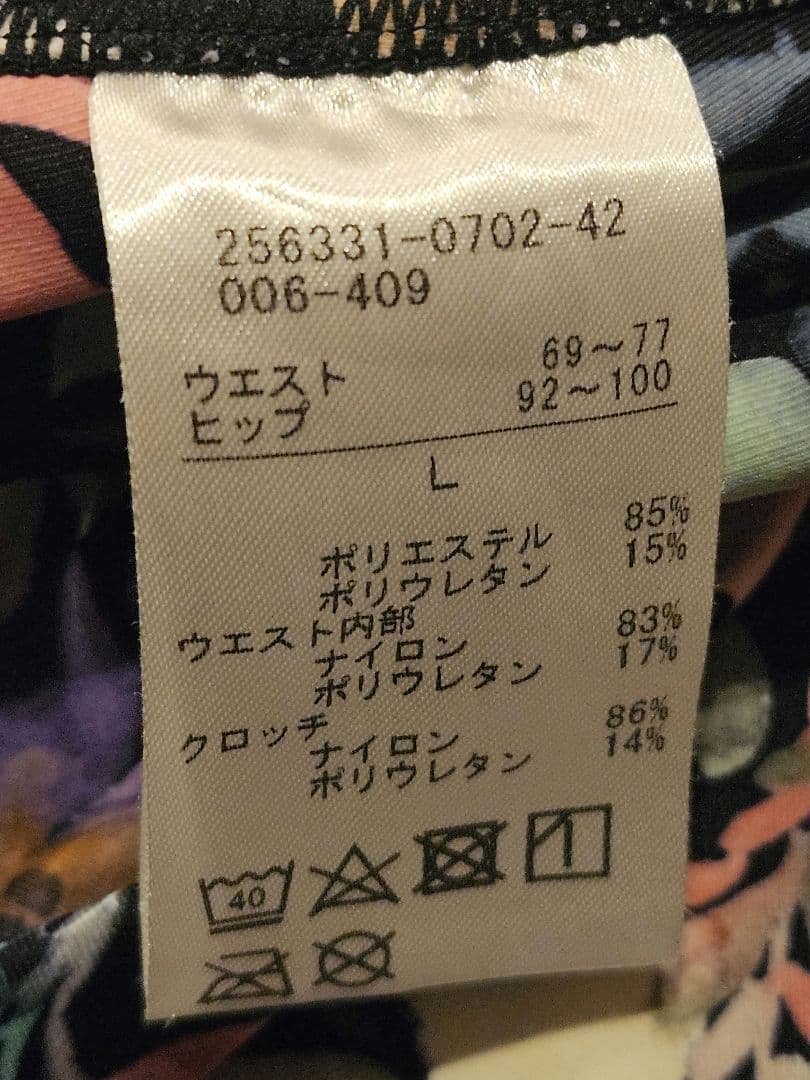 256331-0702-42
006-409
ウエスト 69～77
ヒップ 92～100
L
ポリエステル 85%
ポリウレタン 15%
ウエスト内部
ナイロン 83%
ポリウレタン 17%
クロッチ
ナイロン 86%
ポリウレタン 14%
40